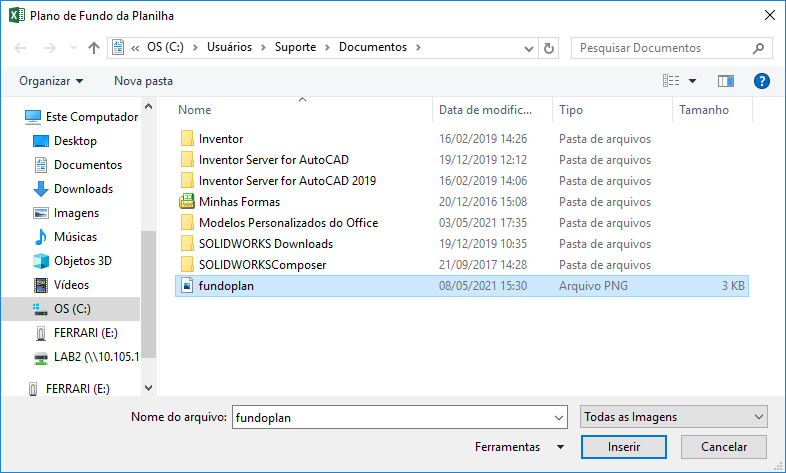 Plano de Fundo da Planilha
« OS (C:) > Usuários > Suporte > Documentos >
Pesquisar Documentos
Organizar
Nova pasta
Este Computador
Desktop
Documentos
Downloads
Imagens
Músicas
Objetos 3D
Vídeos
OS (C:)
FERRARI (E:)
LAB2 (\\10.105.1
FERRARI (E:)
Nome Data de modific... Tipo Tamanho
Inventor 16/02/2019 14:26 Pasta de arquivos
Inventor Server for AutoCAD 19/12/2019 12:12 Pasta de arquivos
Inventor Server for AutoCAD 2019 16/02/2019 14:06 Pasta de arquivos
Minhas Formas 20/12/2016 15:08 Pasta de arquivos
Modelos Personalizados do Office 03/05/2021 17:35 Pasta de arquivos
SOLIDWORKS Downloads 19/12/2019 10:35 Pasta de arquivos
SOLIDWORKSComposer 21/09/2017 14:28 Pasta de arquivos
fundoplan 08/05/2021 15:30 Arquivo PNG 3 KB
Nome do arquivo: fundoplan
Todas as Imagens
Ferramentas
Inserir
Cancelar